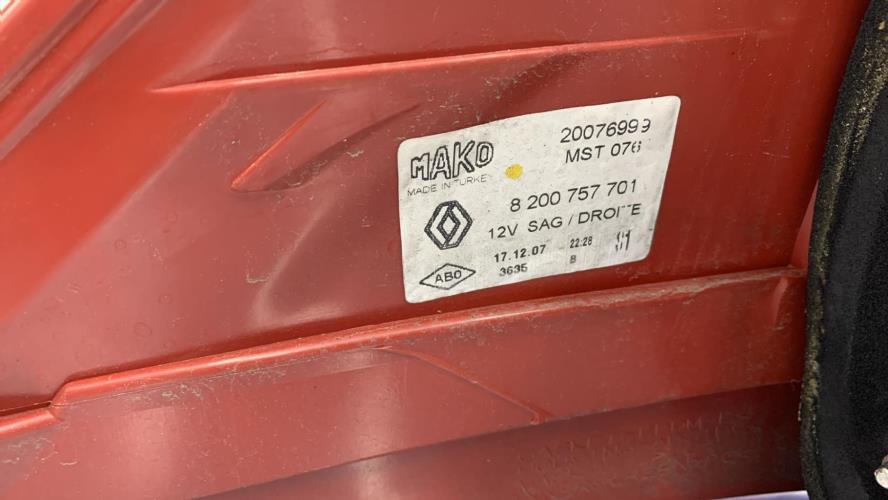 MAKO
MADE IN TURKEY
20076999
MST 076
8 200 757 701
12V SAG / DROITE
17.12.07 22:28
3635 B
ABO